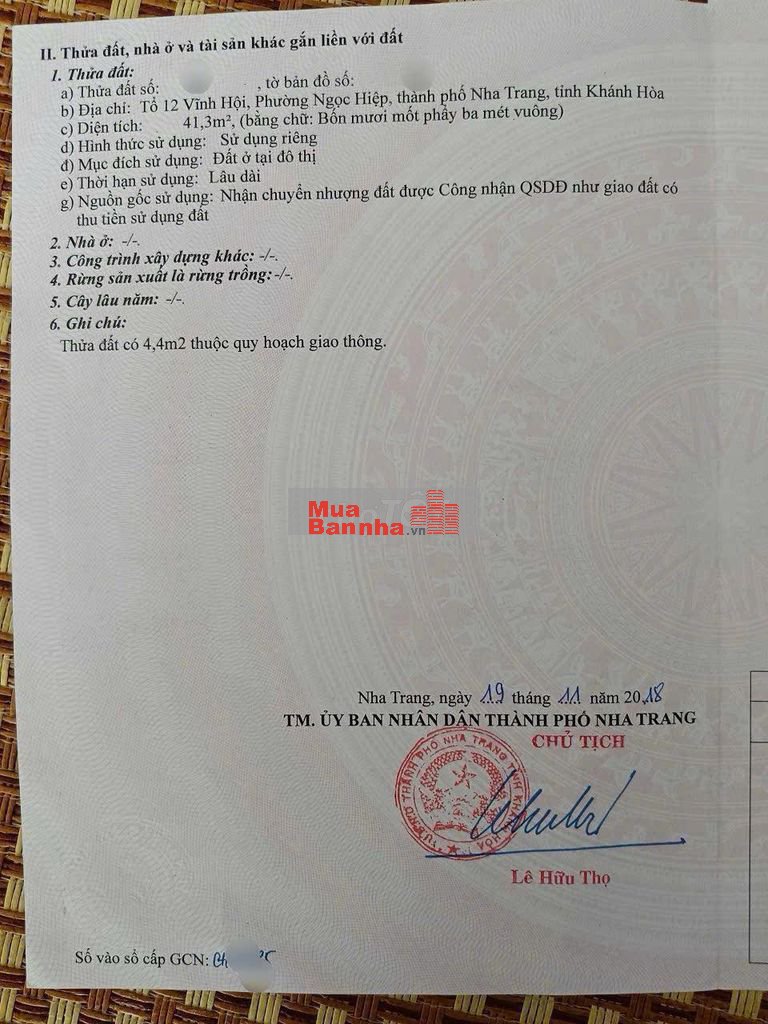 II. Thửa đất, nhà ở và tài sản khác gắn liền với đất
1. Thửa đất:
a) Thửa đất số: , tờ bản đồ số:
b) Địa chỉ: Tổ 12 Vĩnh Hội, Phường Ngọc Hiệp, thành phố Nha Trang, tỉnh Khánh Hòa
c) Diện tích: 41,3m², (bằng chữ: Bốn mươi mốt phẩy ba mét vuông)
d) Hình thức sử dụng: Sử dụng riêng
đ) Mục đích sử dụng: Đất ở tại đô thị
e) Thời hạn sử dụng: Lâu dài
g) Nguồn gốc sử dụng: Nhận chuyển nhượng đất được Công nhận QSDĐ như giao đất có
thu tiền sử dụng đất
2. Nhà ở: -/-.
3. Công trình xây dựng khác: -/-.
4. Rừng sản xuất là rừng trồng:-/-.
5. Cây lâu năm: -/-.
6. Ghi chú:
Thửa đất có 4,4m2 thuộc quy hoạch giao thông.
Mua
Bannha.vn
Nha Trang, ngày 19 tháng 11 năm 2018
TM. ỦY BAN NHÂN DÂN THÀNH PHỐ NHA TRANG
CHỦ TỊCH
THÀNH PHỐ NHA TRANG
Lê Hữu Thọ
Số vào sổ cấp GCN: